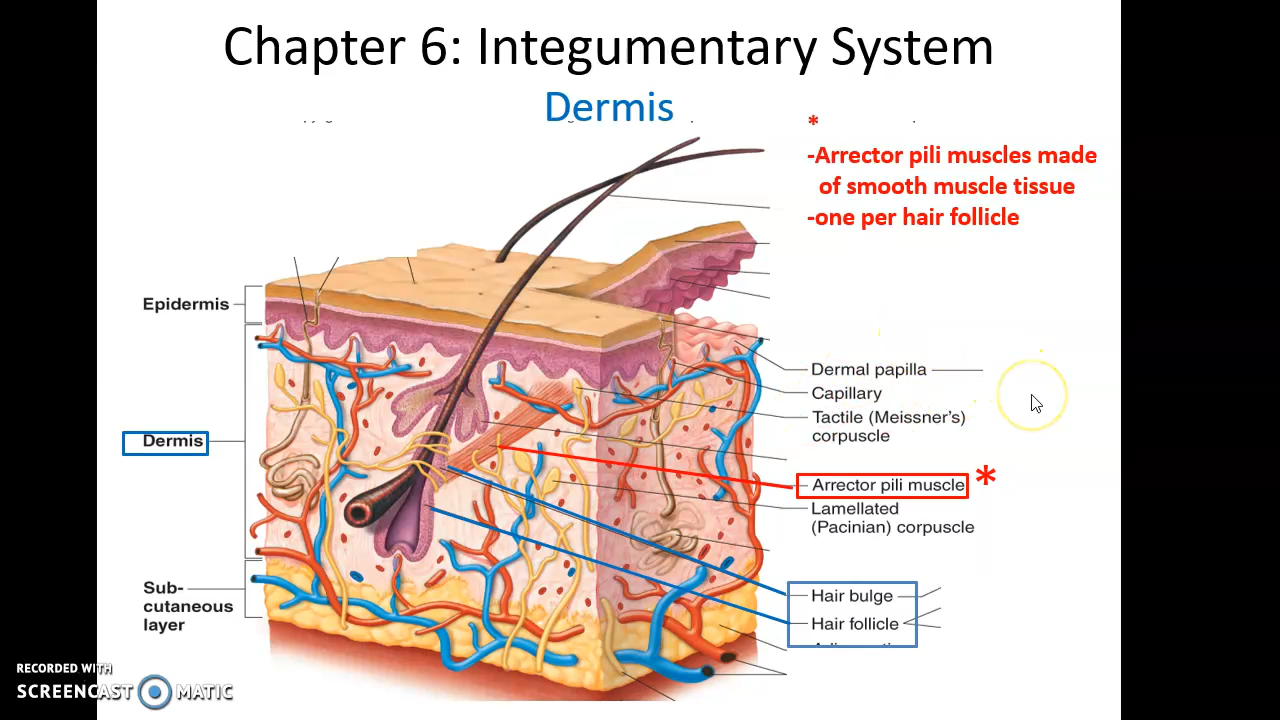 Chapter 6: Integumentary System
Dermis
*
-Arrector pili muscles made
of smooth muscle tissue
-one per hair follicle
Epidermis
Dermis
Sub-
cutaneous
layer
Dermal papilla
Capillary
Tactile (Meissner's)
corpuscle
Arrector pili muscle *
Lamellated
(Pacinian) corpuscle
Hair bulge
Hair follicle
RECORDED WITH
SCREENCAST MATIC